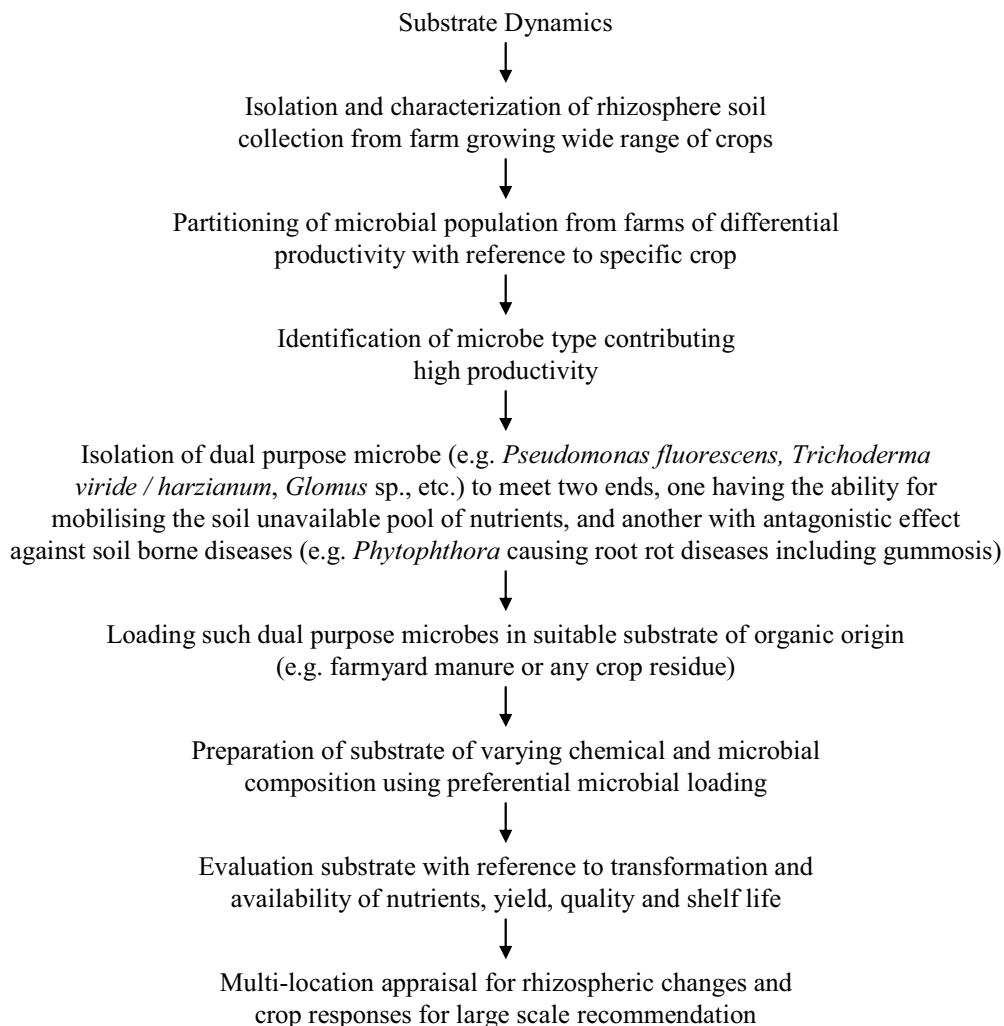 Substrate Dynamics
Isolation and characterization of rhizosphere soil
collection from farm growing wide range of crops
Partitioning of microbial population from farms of differential
productivity with reference to specific crop
Identification of microbe type contributing
high productivity
Isolation of dual purpose microbe (e.g. Pseudomonas fluorescens, Trichoderma
viride / harzianum, Glomus sp., etc.) to meet two ends, one having the ability for
mobilising the soil unavailable pool of nutrients, and another with antagonistic effect
against soil borne diseases (e.g. Phytophthora causing root rot diseases including gummosis)
Loading such dual purpose microbes in suitable substrate of organic origin
(e.g. farmyard manure or any crop residue)
Preparation of substrate of varying chemical and microbial
composition using preferential microbial loading
Evaluation substrate with reference to transformation and
availability of nutrients, yield, quality and shelf life
Multi-location appraisal for rhizospheric changes and
crop responses for large scale recommendation